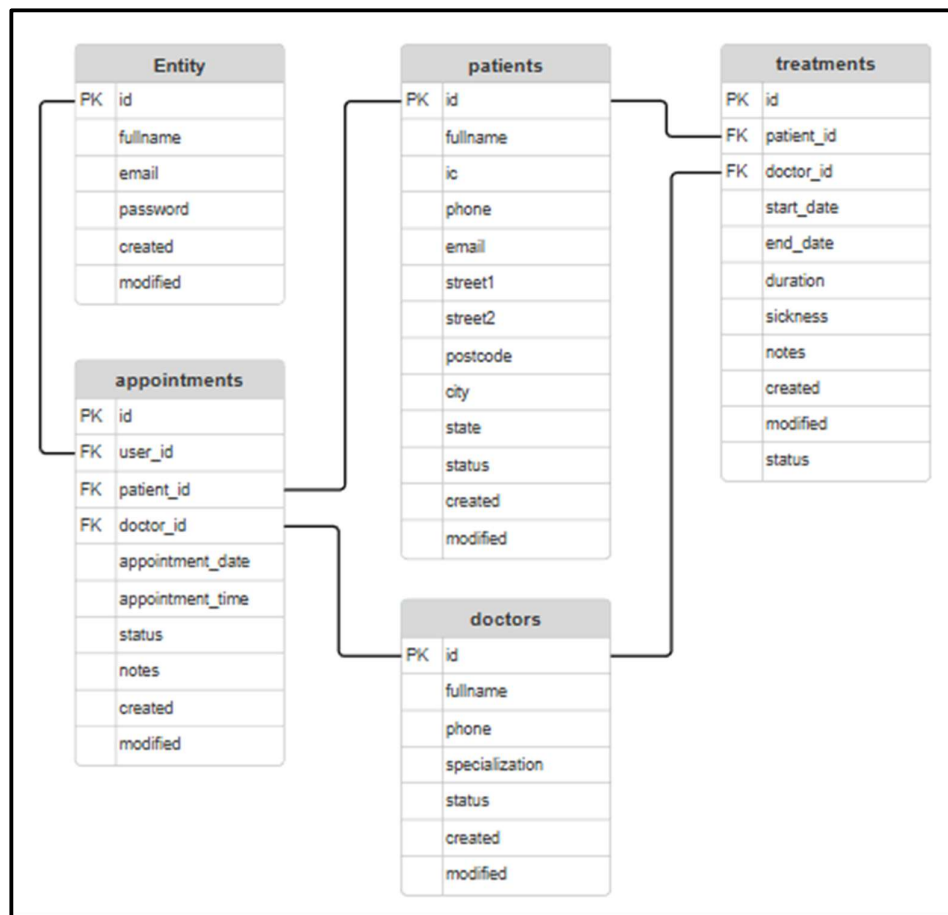 Entity
PK id
fullname
email
password
created
modified
appointments
PK id
FK user_id
FK patient_id
FK doctor_id
appointment_date
appointment_time
status
notes
created
modified
patients
PK id
fullname
ic
phone
email
street1
street2
postcode
city
state
status
created
modified
doctors
PK id
fullname
phone
specialization
status
created
modified
treatments
PK id
FK patient_id
FK doctor_id
start_date
end_date
duration
sickness
notes
created
modified
status